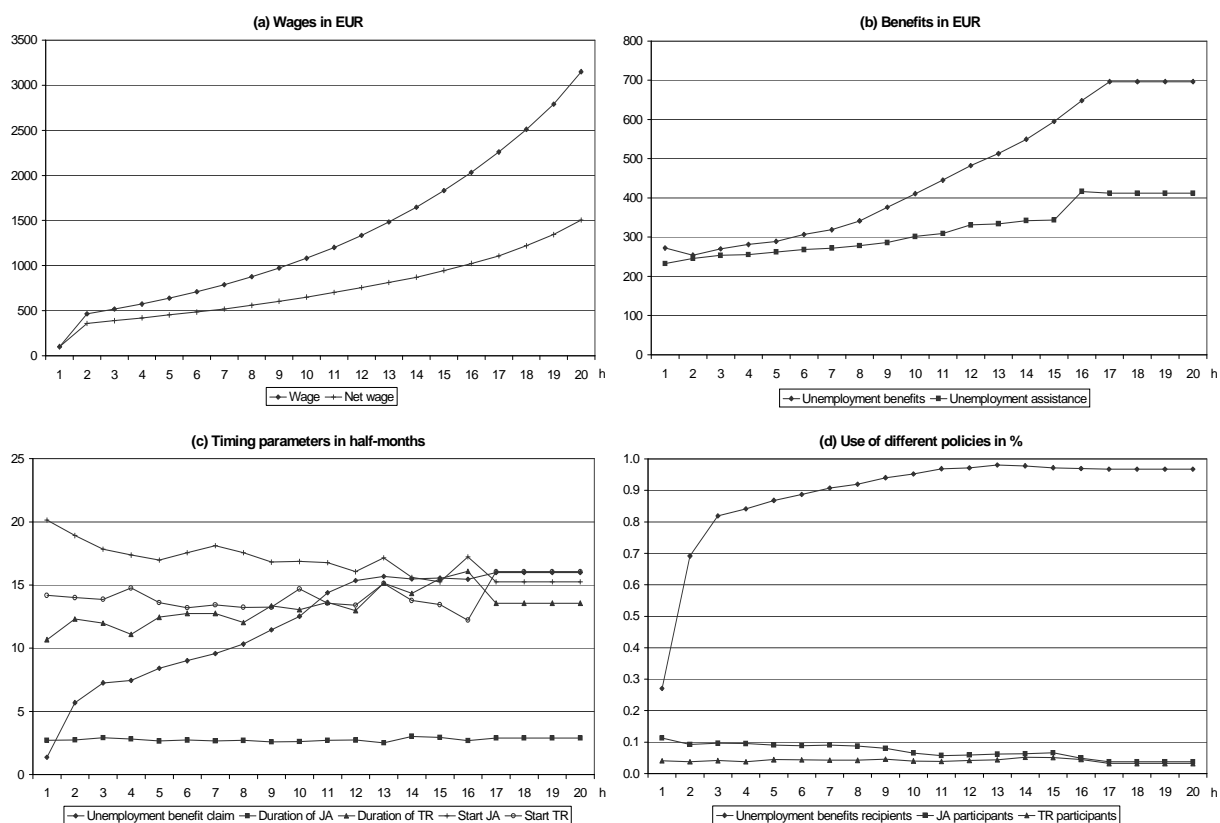 (a) Wages in EUR
3500
3000
2500
2000
1500
1000
500
0
1 2 3 4 5 6 7 8 9 10 11 12 13 14 15 16 17 18 19 20 h
Wage Net wage
(b) Benefits in EUR
800
700
600
500
400
300
200
100
0
1 2 3 4 5 6 7 8 9 10 11 12 13 14 15 16 17 18 19 20 h
Unemployment benefits Unemployment assistance
(c) Timing parameters in half-months
25
20
15
10
5
0
1 2 3 4 5 6 7 8 9 10 11 12 13 14 15 16 17 18 19 20 h
Unemployment benefit claim Duration of JA Duration of TR Start JA Start TR
(d) Use of different policies in %
1.0
0.9
0.8
0.7
0.6
0.5
0.4
0.3
0.2
0.1
0.0
1 2 3 4 5 6 7 8 9 10 11 12 13 14 15 16 17 18 19 20 h
Unemployment benefits recipients JA participants TR participants